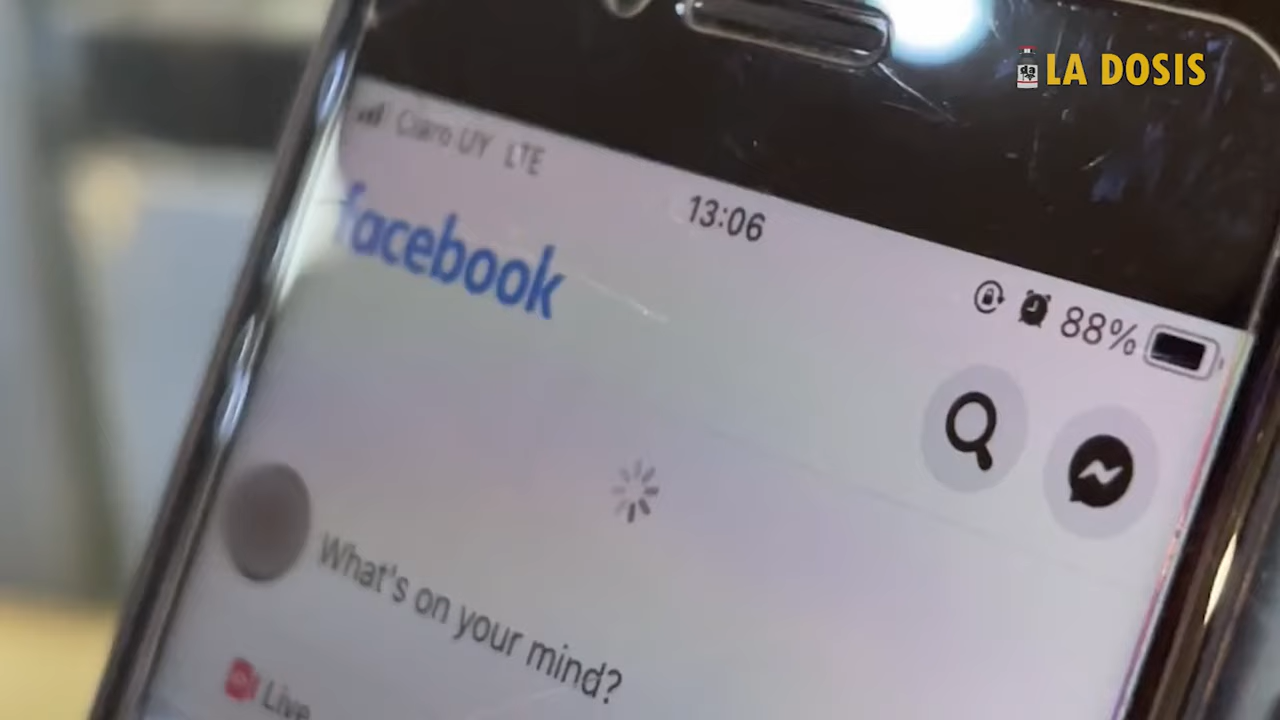 LA DOSIS
Claro UY LTE
13:06
88%
facebook
What's on your mind?
Live